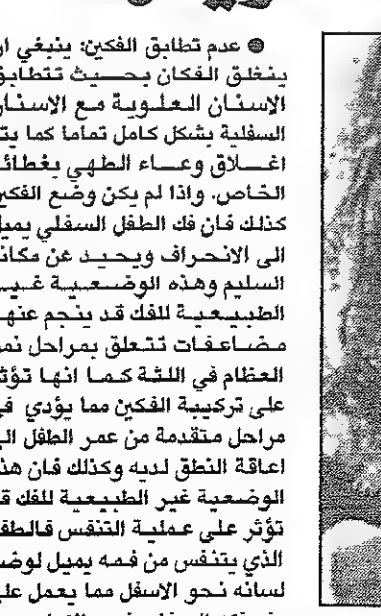 ● عدم تطابق الفكين: ينبغي ان
ينغلق الفكان بحيث تتطابق
الاسنان العلوية مع الاسنان
السفلية بشكل كامل تماما كما يتم
اغلاق وعاء الطهي بغطائه
الخاص. واذا لم يكن وضع الفكين
كذلك فان فك الطفل السفلي يميل
الى الانحراف ويحيد عن مكانه
السليم وهذه الوضعية غير
الطبيعية للفك قد ينجم عنها
مضاعفات تتعلق بمراحل نمو
العظام في اللثة كما انها تؤثر
على تركيبة الفكين مما يؤدي في
مراحل متقدمة من عمر الطفل الى
اعاقة النطق لديه وكذلك فان هذه
الوضعية غير الطبيعية للفك قد
تؤثر على عملية التنفس فالطفل
الذي يتنفس من فمه يميل لوضع
لسانه نحو الاسفل مما يعمل على